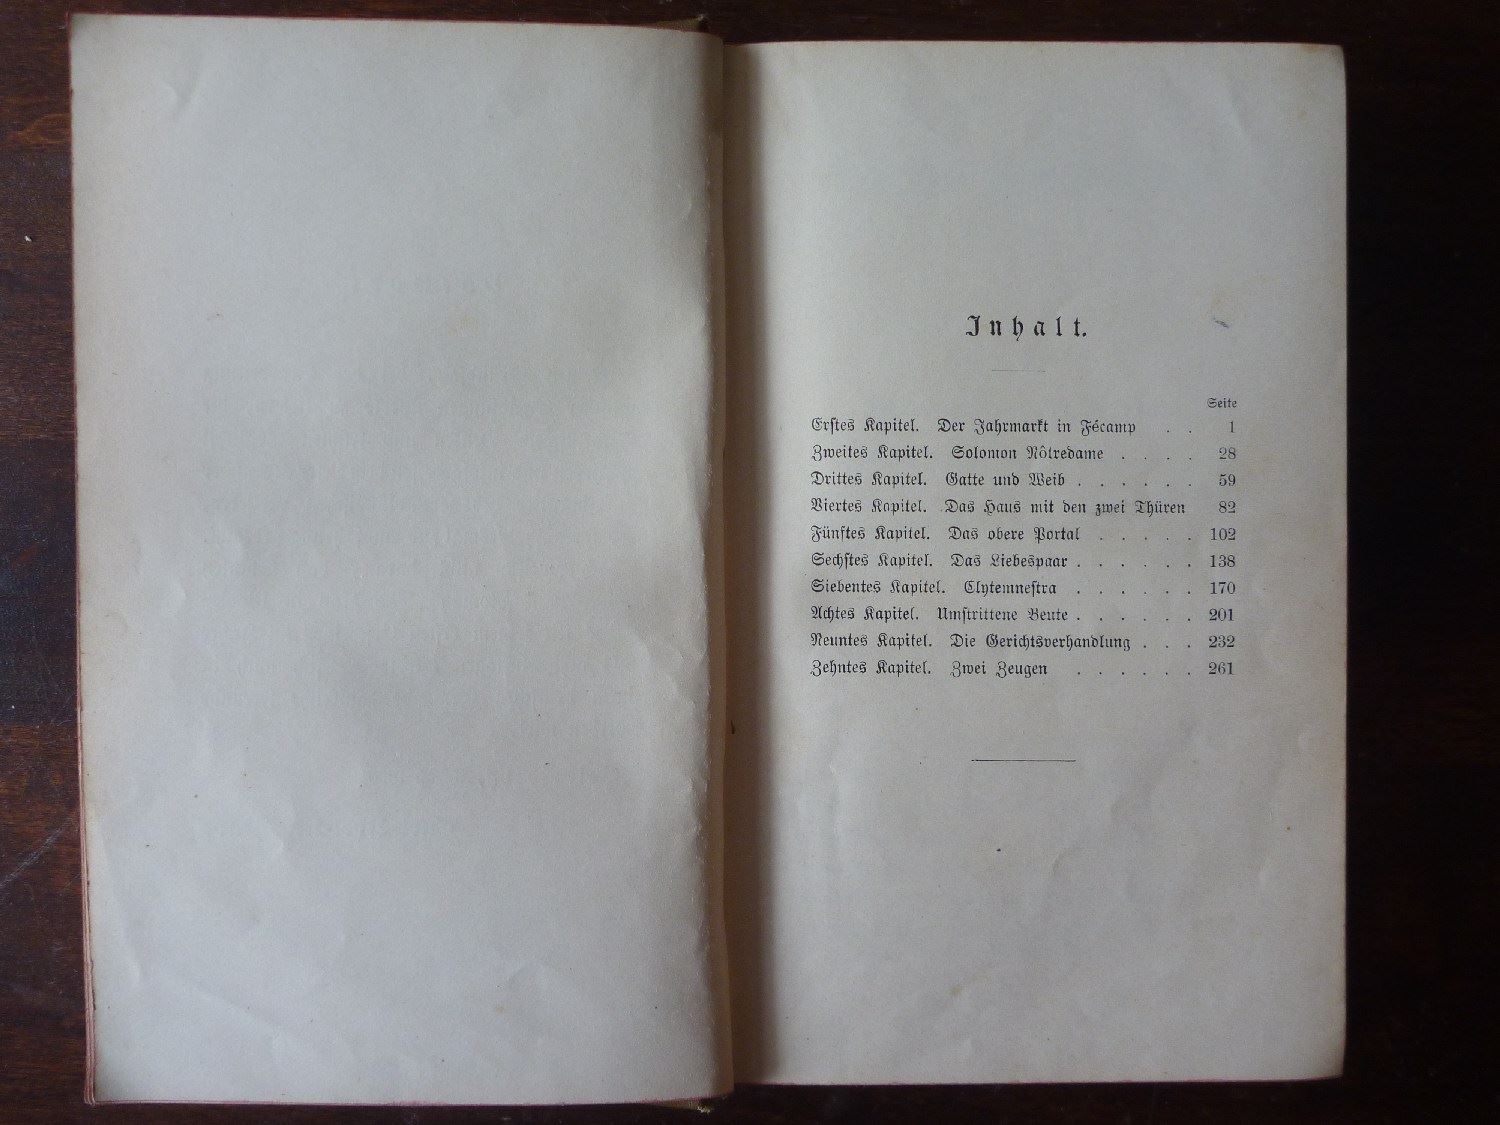 Inhalt.
Seite
Erstes Kapitel. Der Jahrmarkt in Fécamp . . 1
Zweites Kapitel. Solomon Nôtredame . . . . 28
Drittes Kapitel. Gatte und Weib . . . . . . 59
Viertes Kapitel. Das Haus mit den zwei Thüren 82
Fünftes Kapitel. Das obere Portal . . . . . 102
Sechstes Kapitel. Das Liebespaar . . . . . . 138
Siebentes Kapitel. Clytemnestra . . . . . . 170
Achtes Kapitel. Umstrittene Beute . . . . . . 201
Neuntes Kapitel. Die Gerichtsverhandlung . . . 232
Zehntes Kapitel. Zwei Zeugen . . . . . . 261